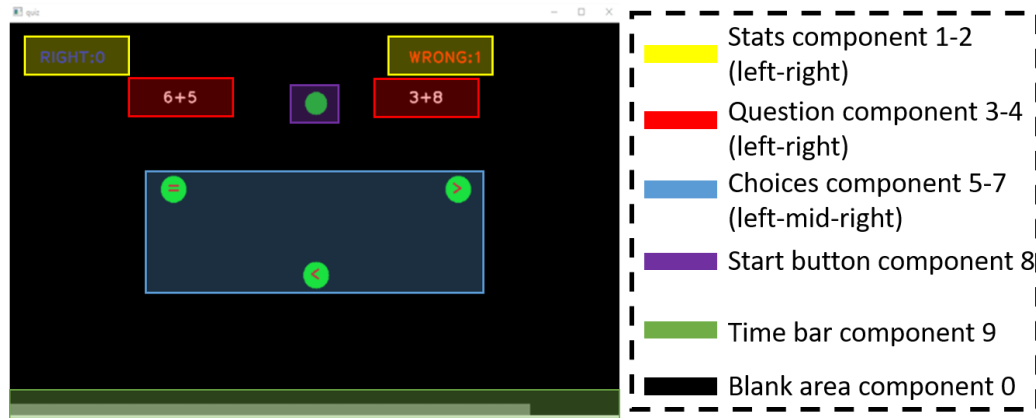 quiz
RIGHT:0
WRONG:1
6+5
3+8
=
>
<
Stats component 1-2
(left-right)
Question component 3-4
(left-right)
Choices component 5-7
(left-mid-right)
Start button component 8
Time bar component 9
Blank area component 0